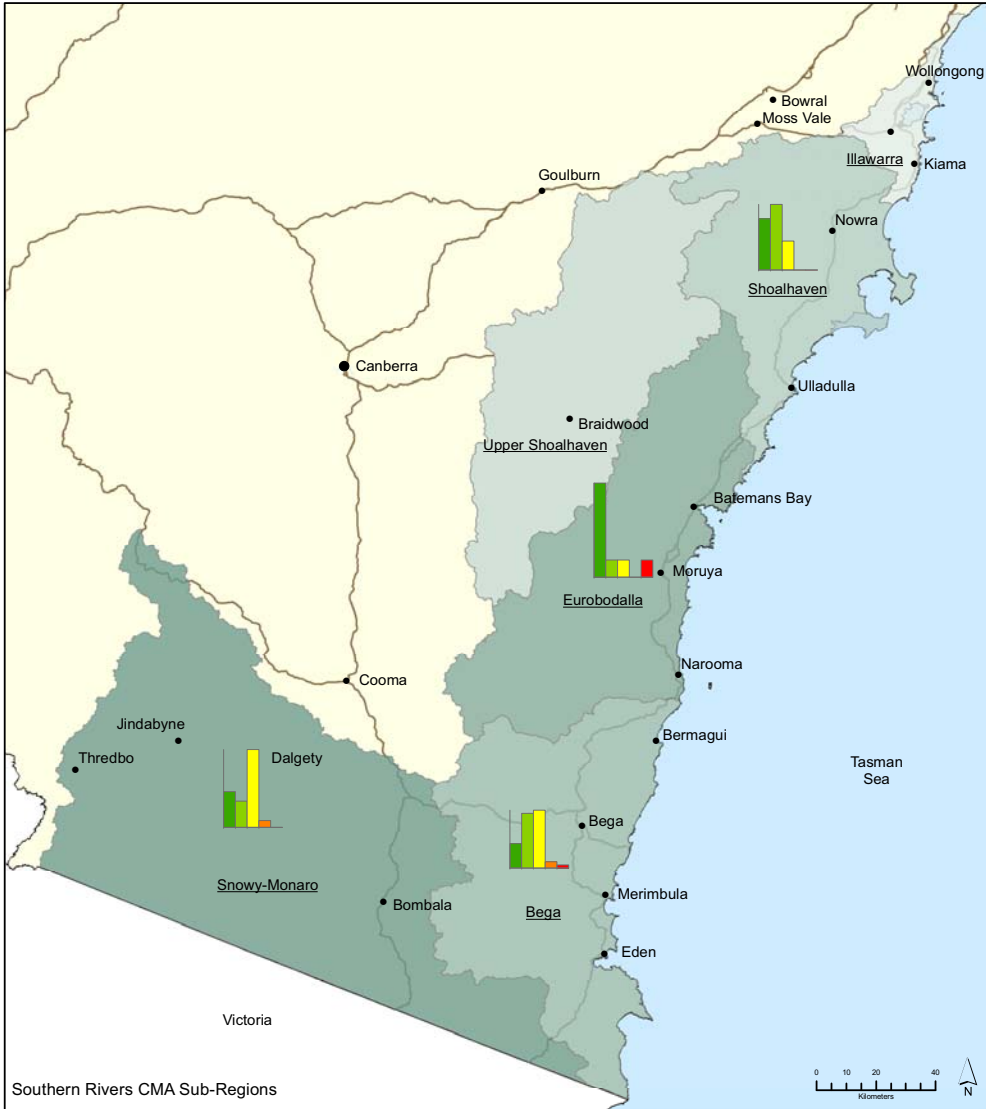 Wollongong
Bowral
Moss Vale
Illawarra
Kiama
Goulburn
Nowra
Shoalhaven
Canberra
Ulladulla
Braidwood
Upper Shoalhaven
Batemans Bay
Moruya
Eurobodalla
Narooma
Cooma
Jindabyne
Bermagui
Thredbo
Dalgety
Tasman
Sea
Bega
Snowy-Monaro
Merimbula
Bombala
Bega
Eden
Victoria
0 5 10 20 30 40
Kilometers
N
Southern Rivers CMA Sub-Regions